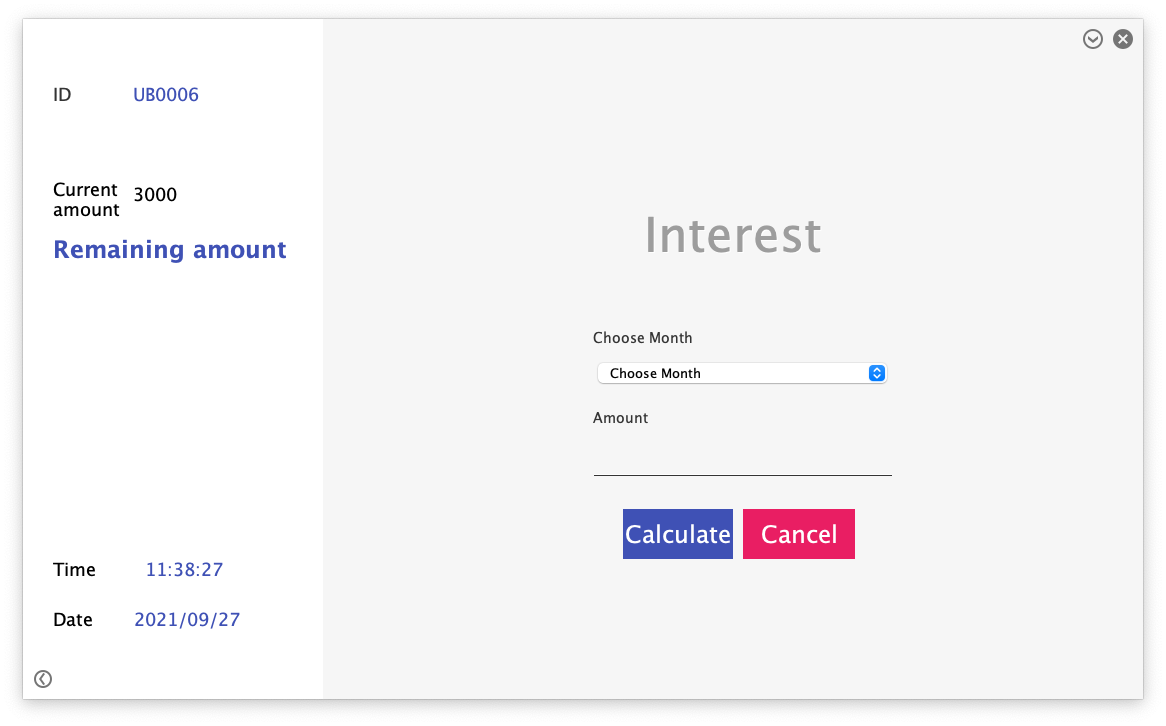 ID UB0006
Current
amount 3000
Remaining amount
Time 11:38:27
Date 2021/09/27
Interest
Choose Month
Choose Month
Amount
Calculate Cancel